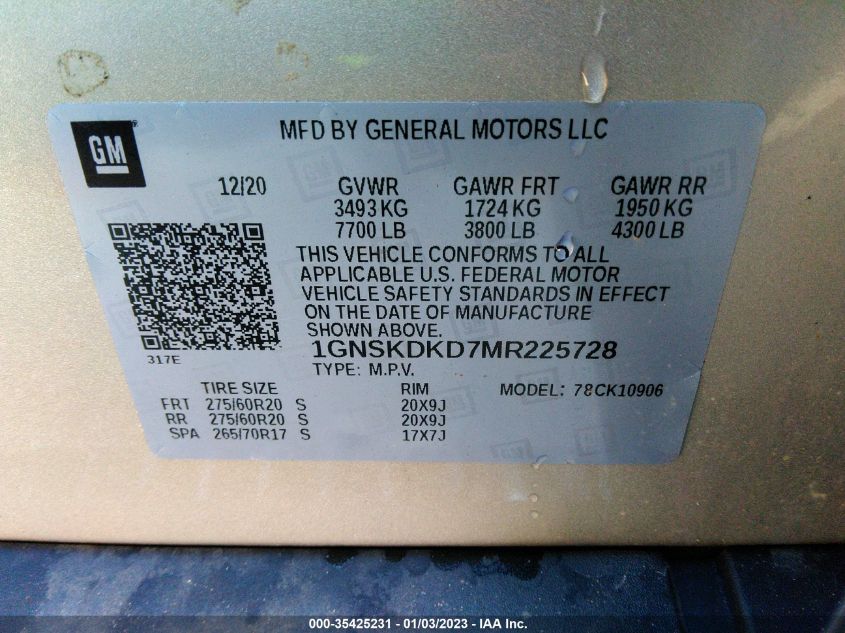 GM
MFD BY GENERAL MOTORS LLC
12/20 GVWR GAWR FRT GAWR RR
3493 KG 1724 KG 1950 KG
7700 LB 3800 LB 4300 LB
THIS VEHICLE CONFORMS TO ALL
APPLICABLE U.S. FEDERAL MOTOR
VEHICLE SAFETY STANDARDS IN EFFECT
ON THE DATE OF MANUFACTURE
SHOWN ABOVE.
317E
1GNSKDKD7MR225728
TYPE: M.P.V.
TIRE SIZE RIM MODEL: 78CK10906
FRT 275/60R20 S 20X9J
RR 275/60R20 S 20X9J
SPA 265/70R17 S 17X7J
000-35425231 - 01/03/2023 - IAA Inc.